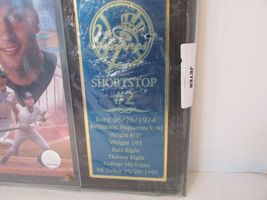 Yankees
SHORTSTOP
#2
Born 06/26/1974
Birthplace Pequannock, NJ
Height 6'3"
Weight 195
Bats Right
Throws Right
College Michigan
ML Debut 05/29/1995
JETER